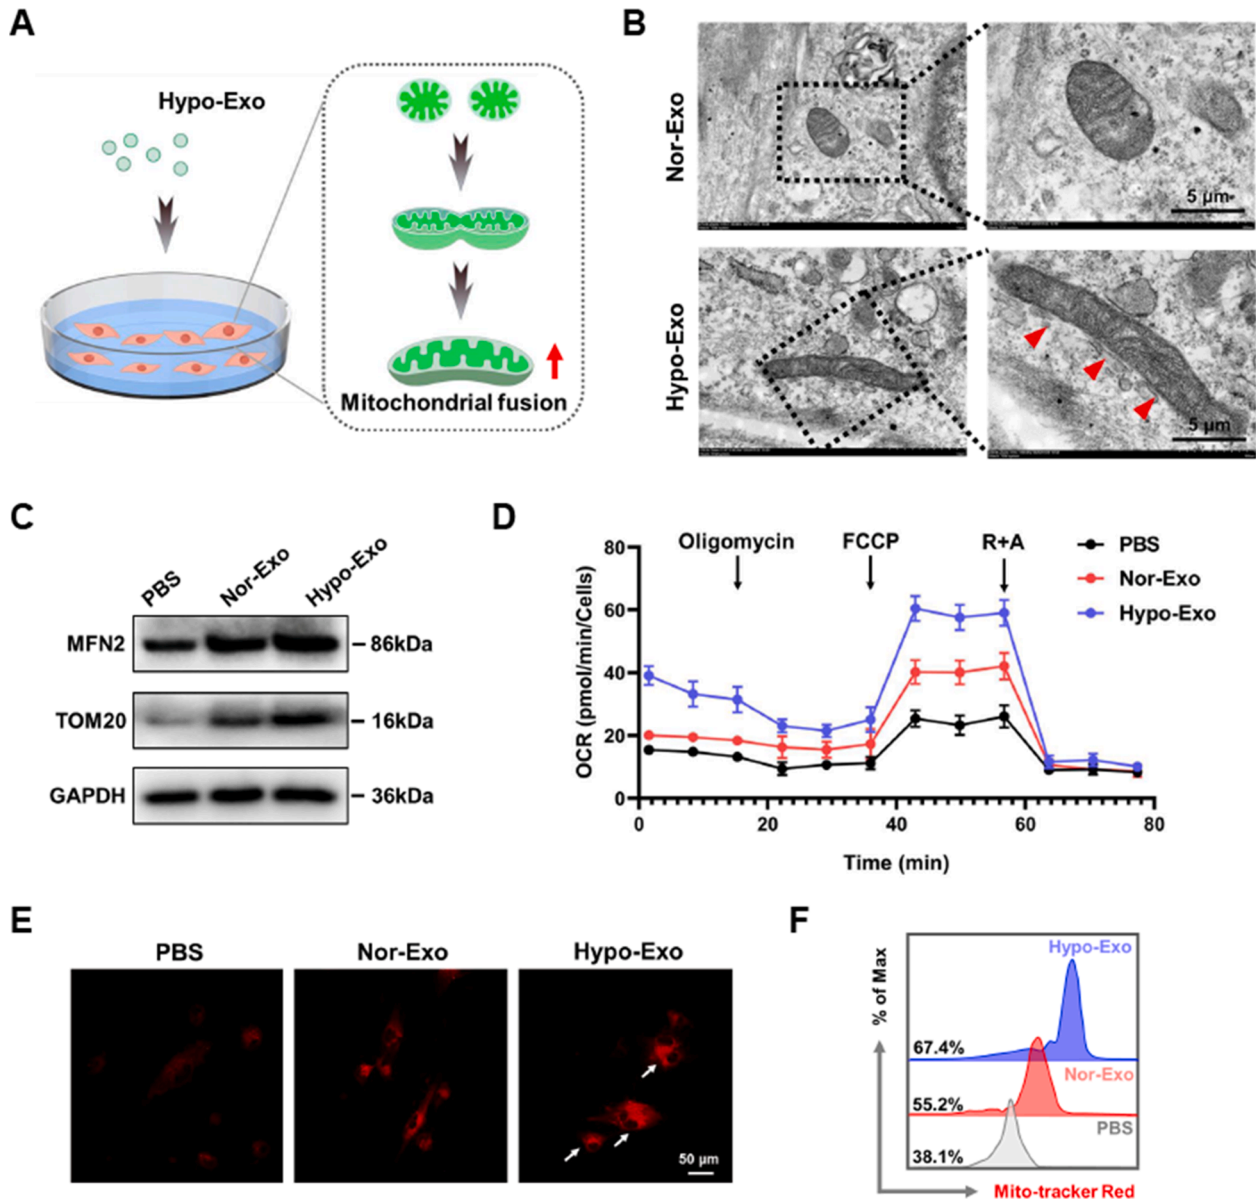 A
Hypo-Exo
Mitochondrial fusion
B
Nor-Exo
5 μm
Hypo-Exo
5 μm
C
PBS
Nor-Exo
Hypo-Exo
MFN2
86kDa
TOM20
16kDa
GAPDH
36kDa
D
Oligomycin
FCCP
R+A
PBS
Nor-Exo
Hypo-Exo
OCR (pmol/min/Cells)
80
60
40
20
0
0
20
40
60
80
Time (min)
E
PBS
Nor-Exo
Hypo-Exo
50 μm
F
% of Max
Hypo-Exo
67.4%
Nor-Exo
55.2%
PBS
38.1%
Mito-tracker Red